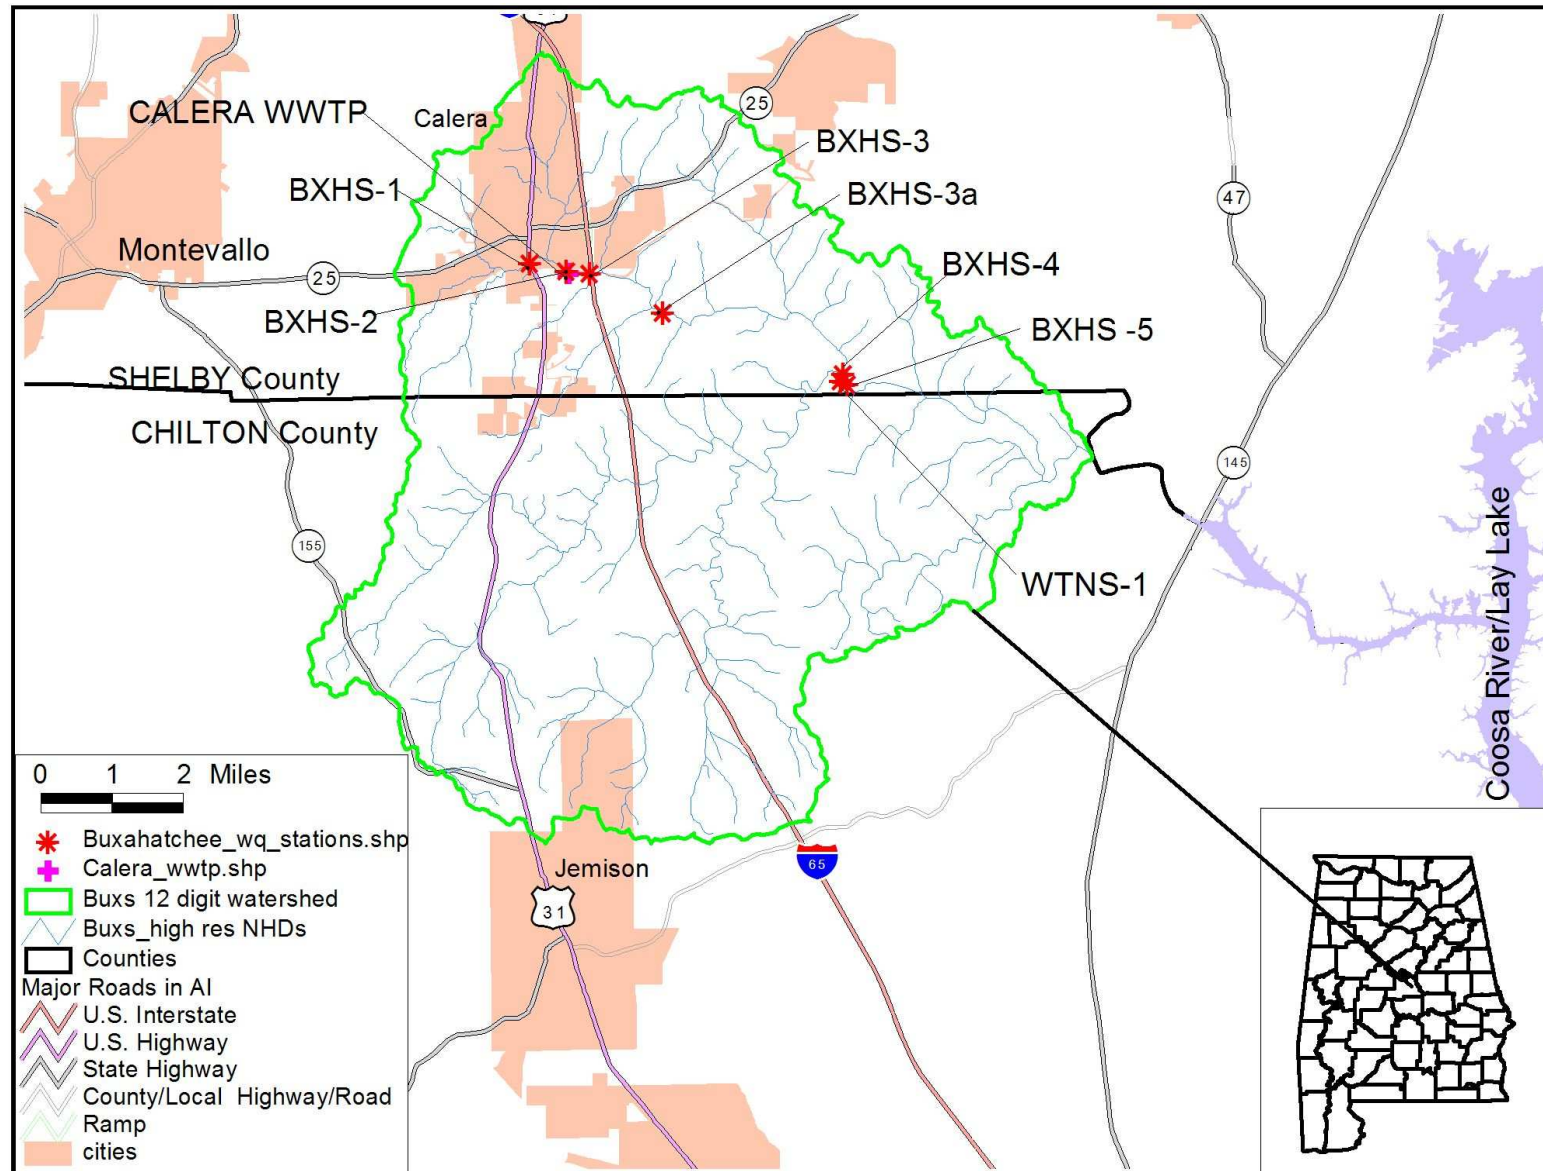 31
CALERA WWTP
Calera
25
BXHS-3
BXHS-1
BXHS-3a
47
Montevallo
25
BXHS-4
BXHS-2
BXHS -5
SHELBY County
CHILTON County
145
155
WTNS-1
Coosa River/Lay Lake
0 1 2 Miles
Buxahatchee_wq_stations.shp
Calera_wwtp.shp
Buxs 12 digit watershed
Buxs_high res NHDs
Counties
Major Roads in Al
U.S. Interstate
U.S. Highway
State Highway
County/Local Highway/Road
Ramp
cities
Jemison
65
31